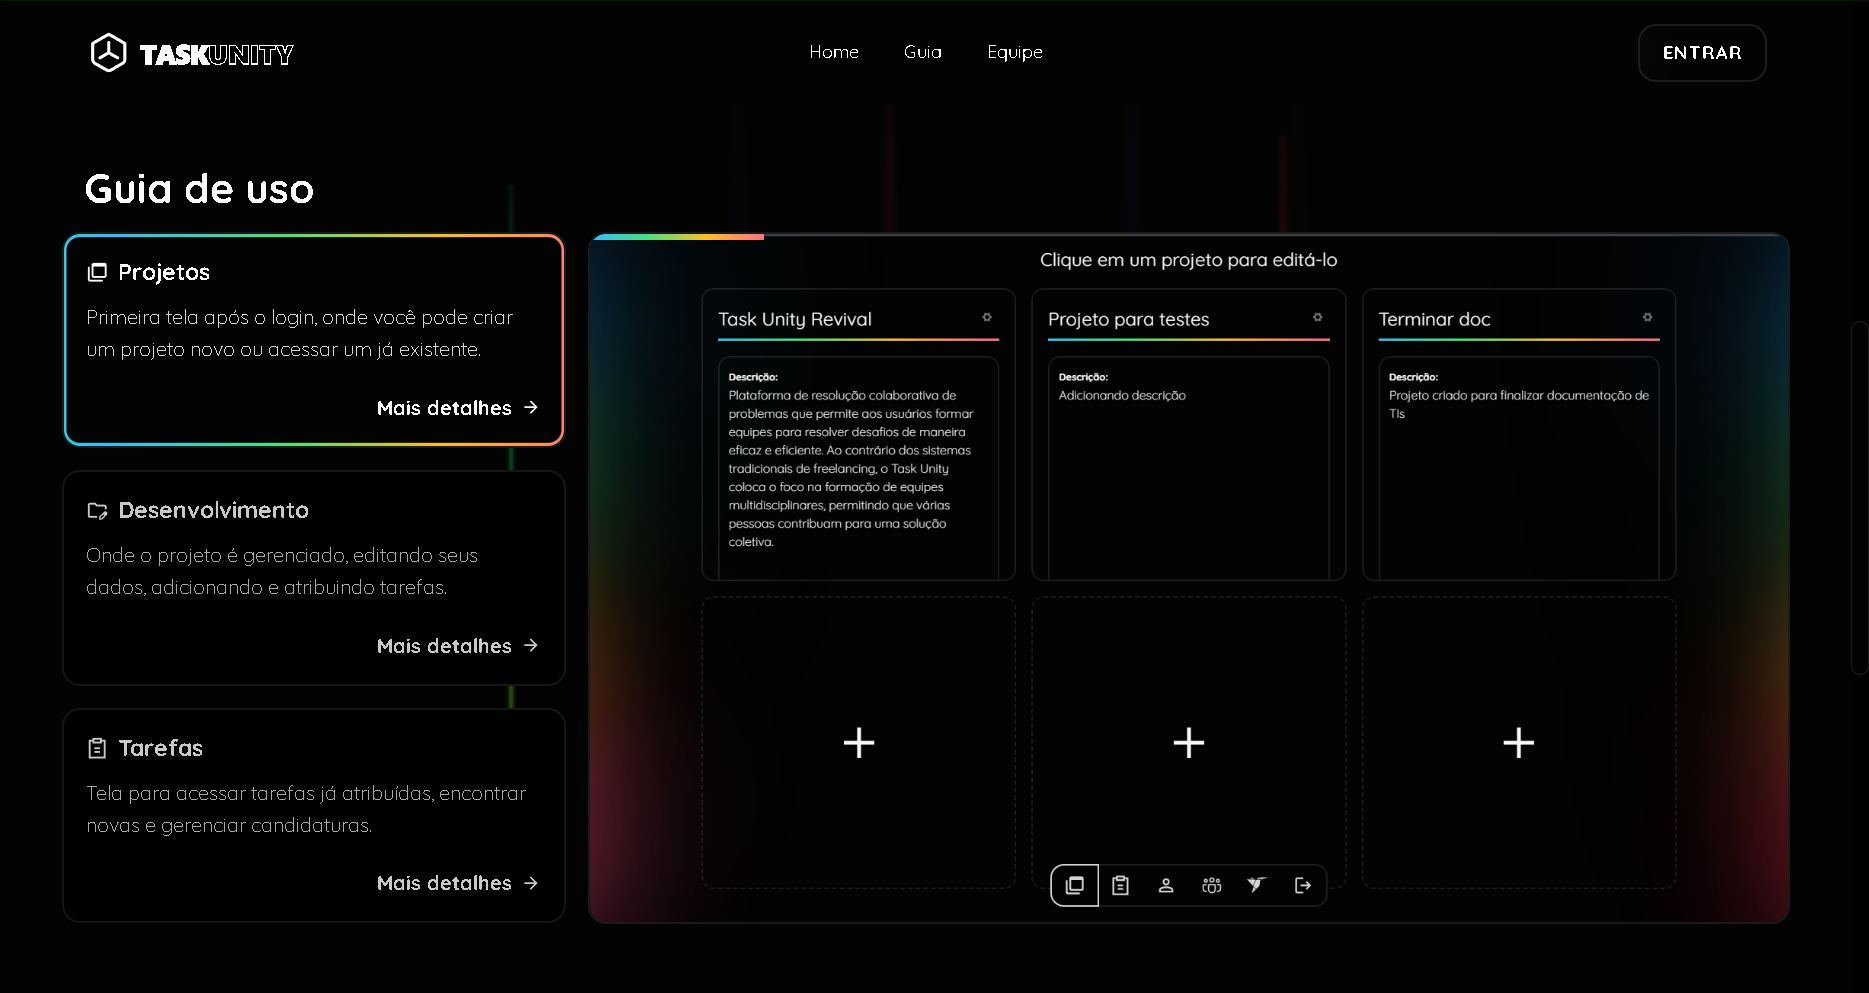 TASKUNITY
Home
Guia
Equipe
ENTRAR
Guia de uso
Projetos
Primeira tela após o login, onde você pode criar
um projeto novo ou acessar um já existente.
Mais detalhes
Desenvolvimento
Onde o projeto é gerenciado, editando seus
dados, adicionando e atribuindo tarefas.
Mais detalhes
Tarefas
Tela para acessar tarefas já atribuídas, encontrar
novas e gerenciar candidaturas.
Mais detalhes
Clique em um projeto para editá-lo
Task Unity Revival
Descrição:
Plataforma de resolução colaborativa de
problemas que permite aos usuários formar
equipes para resolver desafios de maneira
eficaz e eficiente. Ao contrário dos sistemas
tradicionais de freelancing, o Task Unity
coloca o foco na formação de equipes
multidisciplinares, permitindo que várias
pessoas contribuam para uma solução
coletiva.
Projeto para testes
Descrição:
Adicionando descrição
Terminar doc
Descrição:
Projeto criado para finalizar documentação de
TIs